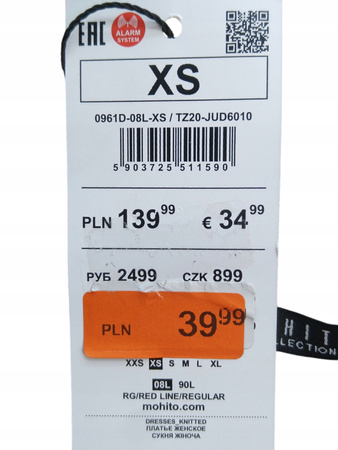 EAC
ALARM
SYSTEM
XS
0961D-08L-XS / TZ20-JUD6010
5 903725 511590
PLN 139 99
€ 34 99
РУБ 2499 CZK 899
PLN 39 99
XXS XS S M L XL
08L 90L
RG/RED LINE/REGULAR
mohito.com
DRESSES_KNITTED
ПЛАТЬЕ ЖЕНСКОЕ
СУКНЯ ЖІНОЧА
HIT
LLECTION